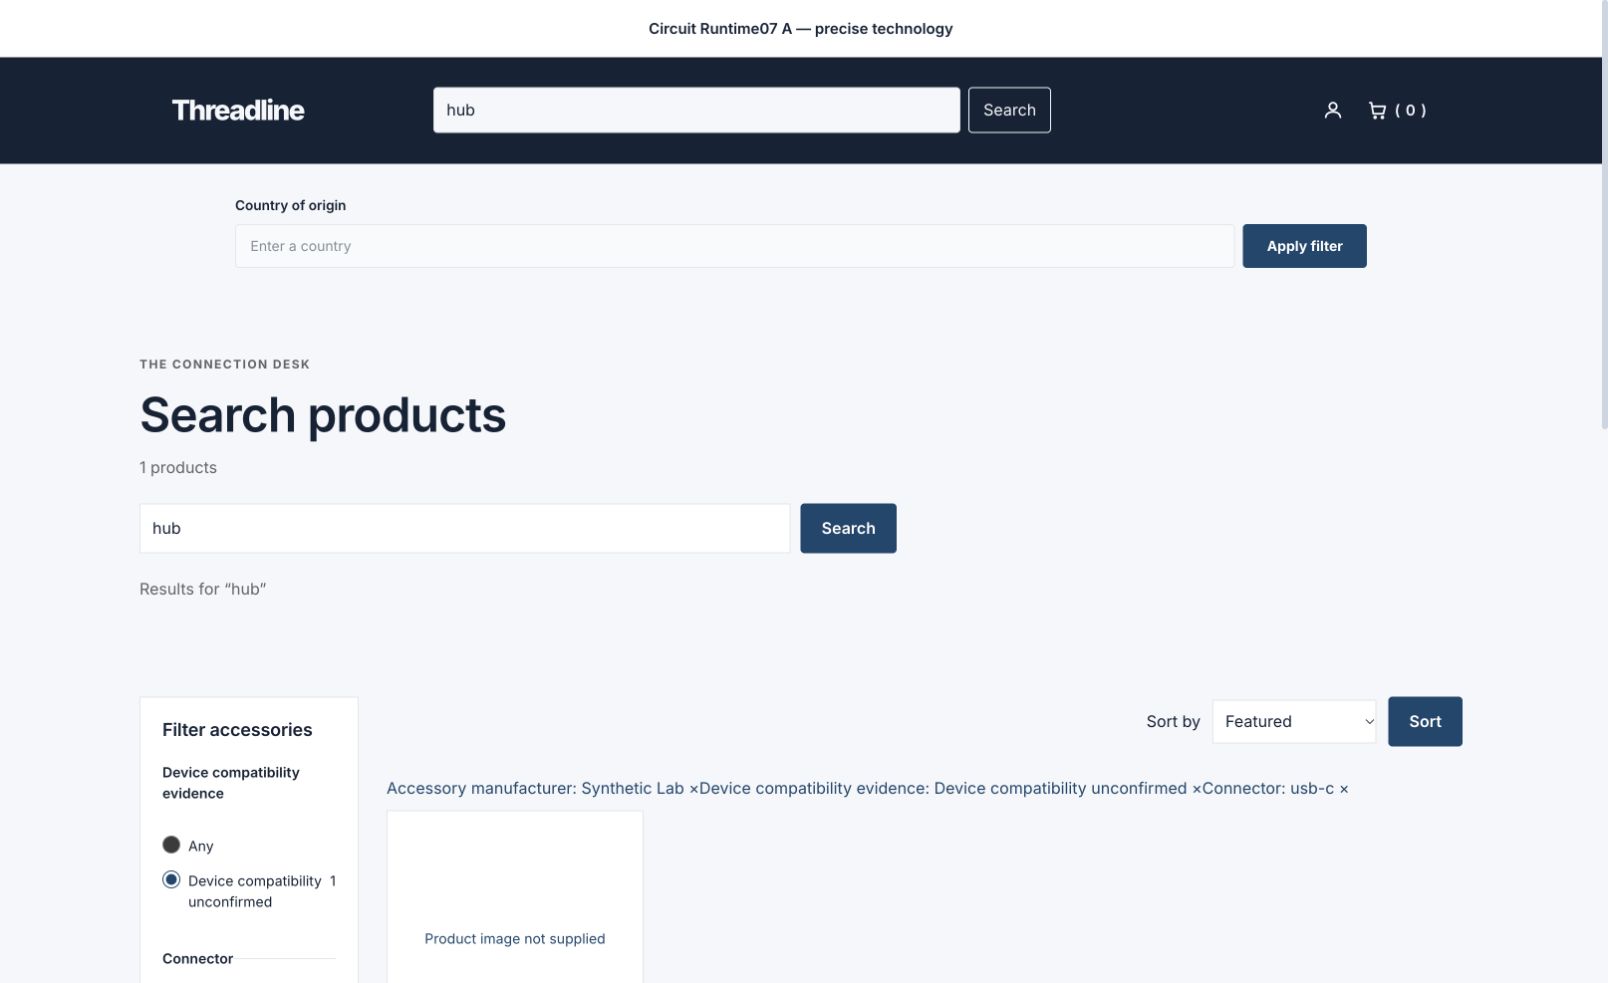 Circuit Runtime07 A — precise technology
Threadline
hub
Search
( 0 )
Country of origin
Enter a country
Apply filter
THE CONNECTION DESK
Search products
1 products
hub
Search
Results for “hub”
Filter accessories
Device compatibility
evidence
Any
Device compatibility 1
unconfirmed
Connector
Sort by
Featured
Sort
Accessory manufacturer: Synthetic Lab ×Device compatibility evidence: Device compatibility unconfirmed ×Connector: usb-c ×
Product image not supplied